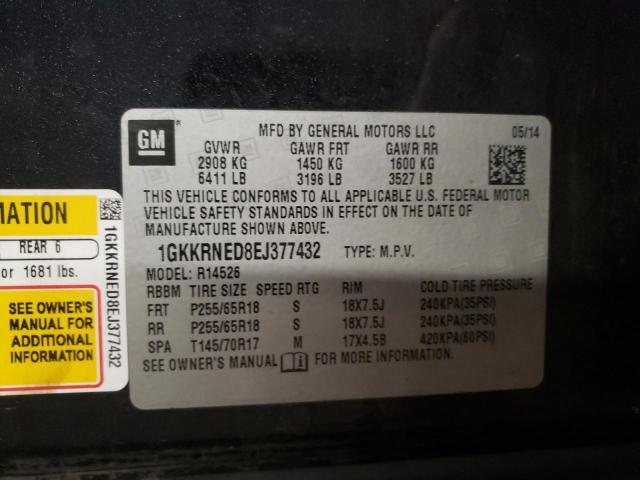 GM
MFD BY GENERAL MOTORS LLC 05/14
GVWR GAWR FRT GAWR RR
2908 KG 1450 KG 1600 KG
6411 LB 3196 LB 3527 LB
THIS VEHICLE CONFORMS TO ALL APPLICABLE U.S. FEDERAL MOTOR
VEHICLE SAFETY STANDARDS IN EFFECT ON THE DATE OF
MANUFACTURE SHOWN ABOVE.
1GKKRNED8EJ377432 TYPE: M.P.V.
MODEL: R14526
RBBM TIRE SIZE SPEED RTG RIM COLD TIRE PRESSURE
FRT P255/65R18 S 18X7.5J 240KPA(35PSI)
RR P255/65R18 S 18X7.5J 240KPA(35PSI)
SPA T145/70R17 M 17X4.5B 420KPA(60PSI)
SEE OWNER'S MANUAL FOR MORE INFORMATION.
MATION
REAR 6
or 1681 lbs.
SEE OWNER'S
MANUAL FOR
ADDITIONAL
INFORMATION
1GKKRNED8EJ377432